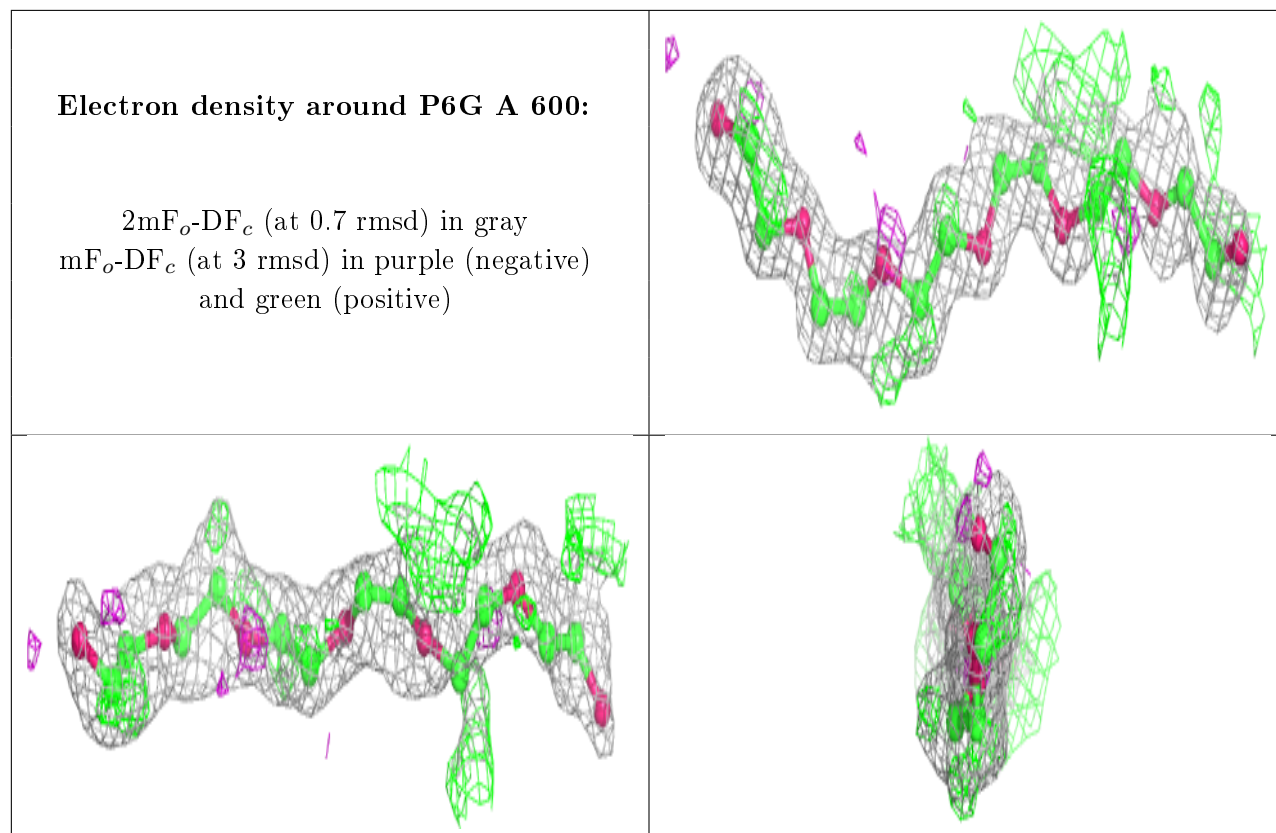 Electron density around P6G A 600:
2mFₒ-DF𝒸 (at 0.7 rmsd) in gray
mFₒ-DF𝒸 (at 3 rmsd) in purple (negative)
and green (positive)